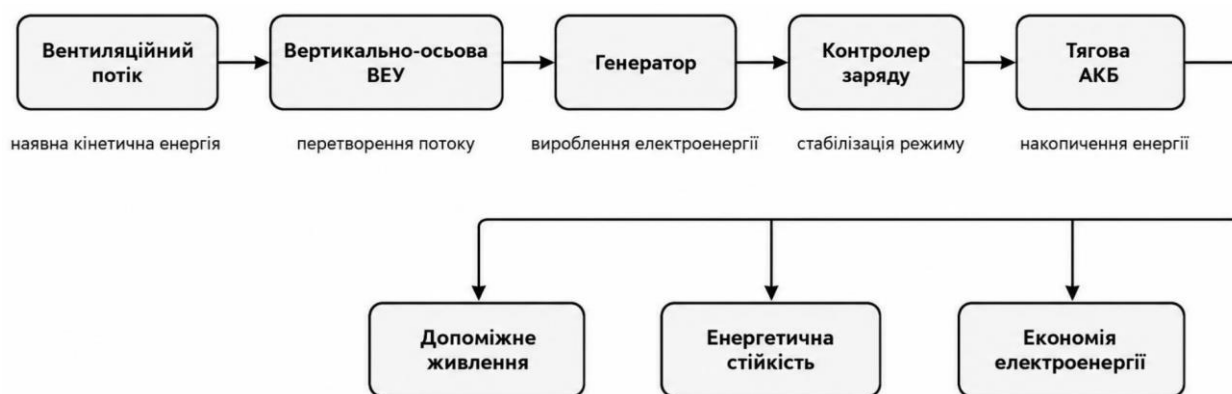 Вентиляційний
потік
Вертикально-осьова
ВЕУ
Генератор
Контролер
заряду
Тягова
АКБ
наявна кінетична енергія
перетворення потоку
вироблення електроенергії
стабілізація режиму
накопичення енергії
Допоміжне
живлення
Енергетична
стійкість
Економія
електроенергії